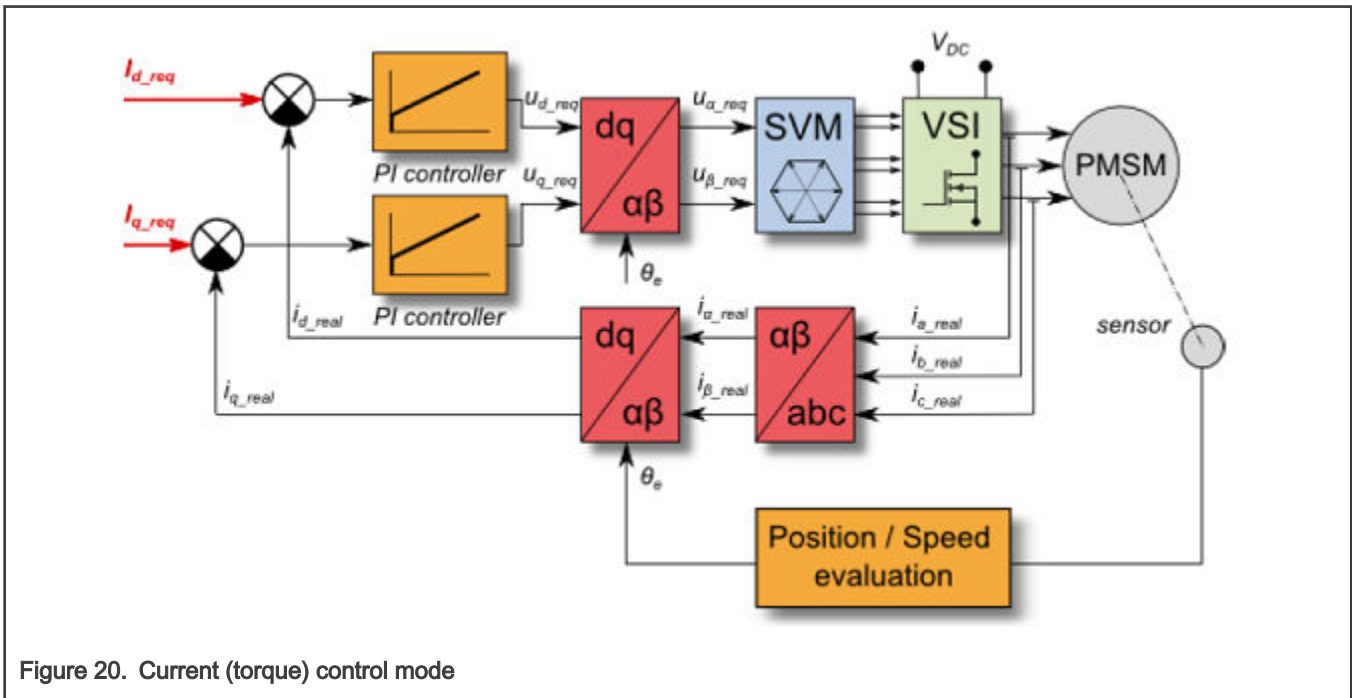 V_DC
I_d_req
u_d_req
u_α_req
dq
αβ
SVM
VSI
PMSM
PI controller
u_q_req
u_β_req
I_q_req
θ_e
PI controller
i_d_real
i_α_real
i_a_real
dq
αβ
αβ
abc
i_b_real
sensor
i_q_real
i_β_real
i_c_real
θ_e
Position / Speed
evaluation
Figure 20. Current (torque) control mode